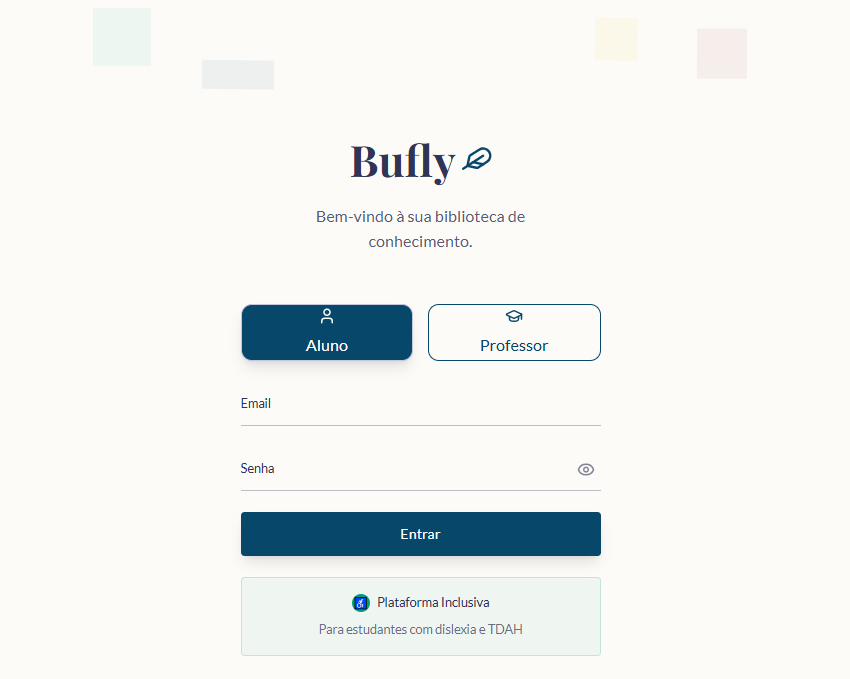 Bufly
Bem-vindo à sua biblioteca de
conhecimento.
Aluno
Professor
Email
Senha
Entrar
Plataforma Inclusiva
Para estudantes com dislexia e TDAH